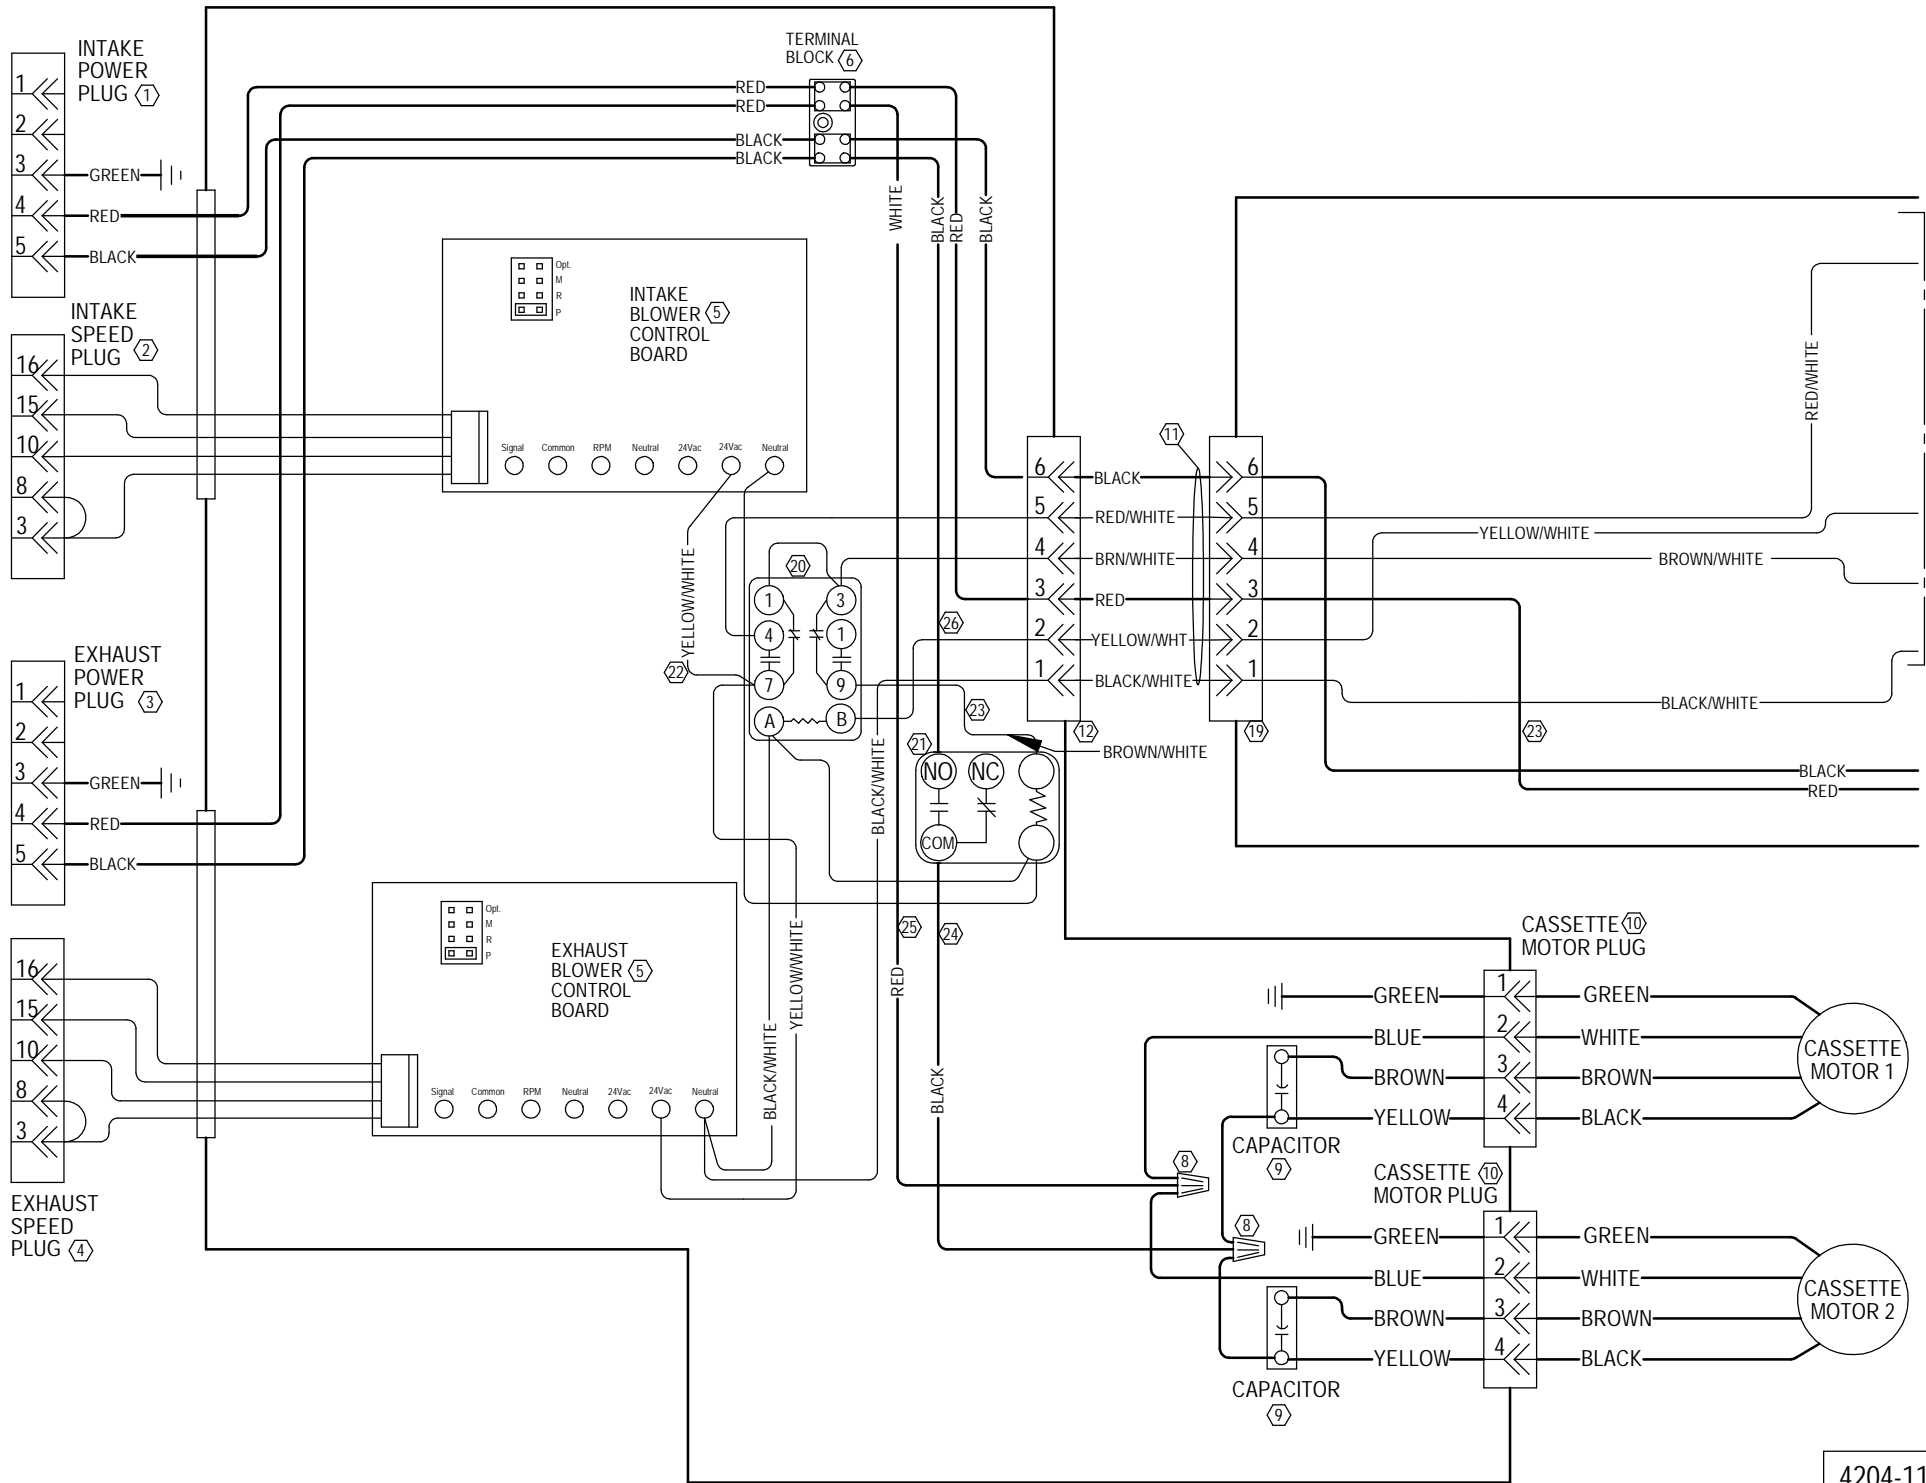 INTAKE
POWER
PLUG 1
1
2
3
4
5
GREEN
RED
BLACK
INTAKE
SPEED
PLUG 2
16
15
10
8
3
EXHAUST
POWER
PLUG 3
1
2
3
4
5
GREEN
RED
BLACK
16
15
10
8
3
EXHAUST
SPEED
PLUG 4
TERMINAL
BLOCK 6
RED
RED
BLACK
BLACK
WHITE
BLACK
RED
BLACK
Opt.
M
R
P
INTAKE
BLOWER 5
CONTROL
BOARD
Signal Common RPM Neutral 24Vac 24Vac Neutral
YELLOW/WHITE
22
20
1 3
4 1
7 9
A B
23
26
21
NO NC
COM
BROWN/WHITE
BLACK/WHITE
25
24
RED
BLACK
Opt.
M
R
P
EXHAUST
BLOWER 5
CONTROL
BOARD
Signal Common RPM Neutral 24Vac 24Vac Neutral
BLACK/WHITE
YELLOW/WHITE
11
6 BLACK 6
5 RED/WHITE 5
4 BRN/WHITE 4
3 RED 3
2 YELLOW/WHT 2
1 BLACK/WHITE 1
12
19
RED/WHITE
YELLOW/WHITE
BROWN/WHITE
BLACK/WHITE
23
BLACK
RED
CASSETTE 10
MOTOR PLUG
GREEN 1 GREEN
BLUE 2 WHITE
BROWN 3 BROWN
YELLOW 4 BLACK
CASSETTE
MOTOR 1
CAPACITOR
9
8
8
CASSETTE 10
MOTOR PLUG
GREEN 1 GREEN
BLUE 2 WHITE
BROWN 3 BROWN
YELLOW 4 BLACK
CASSETTE
MOTOR 2
CAPACITOR
9
4204-11